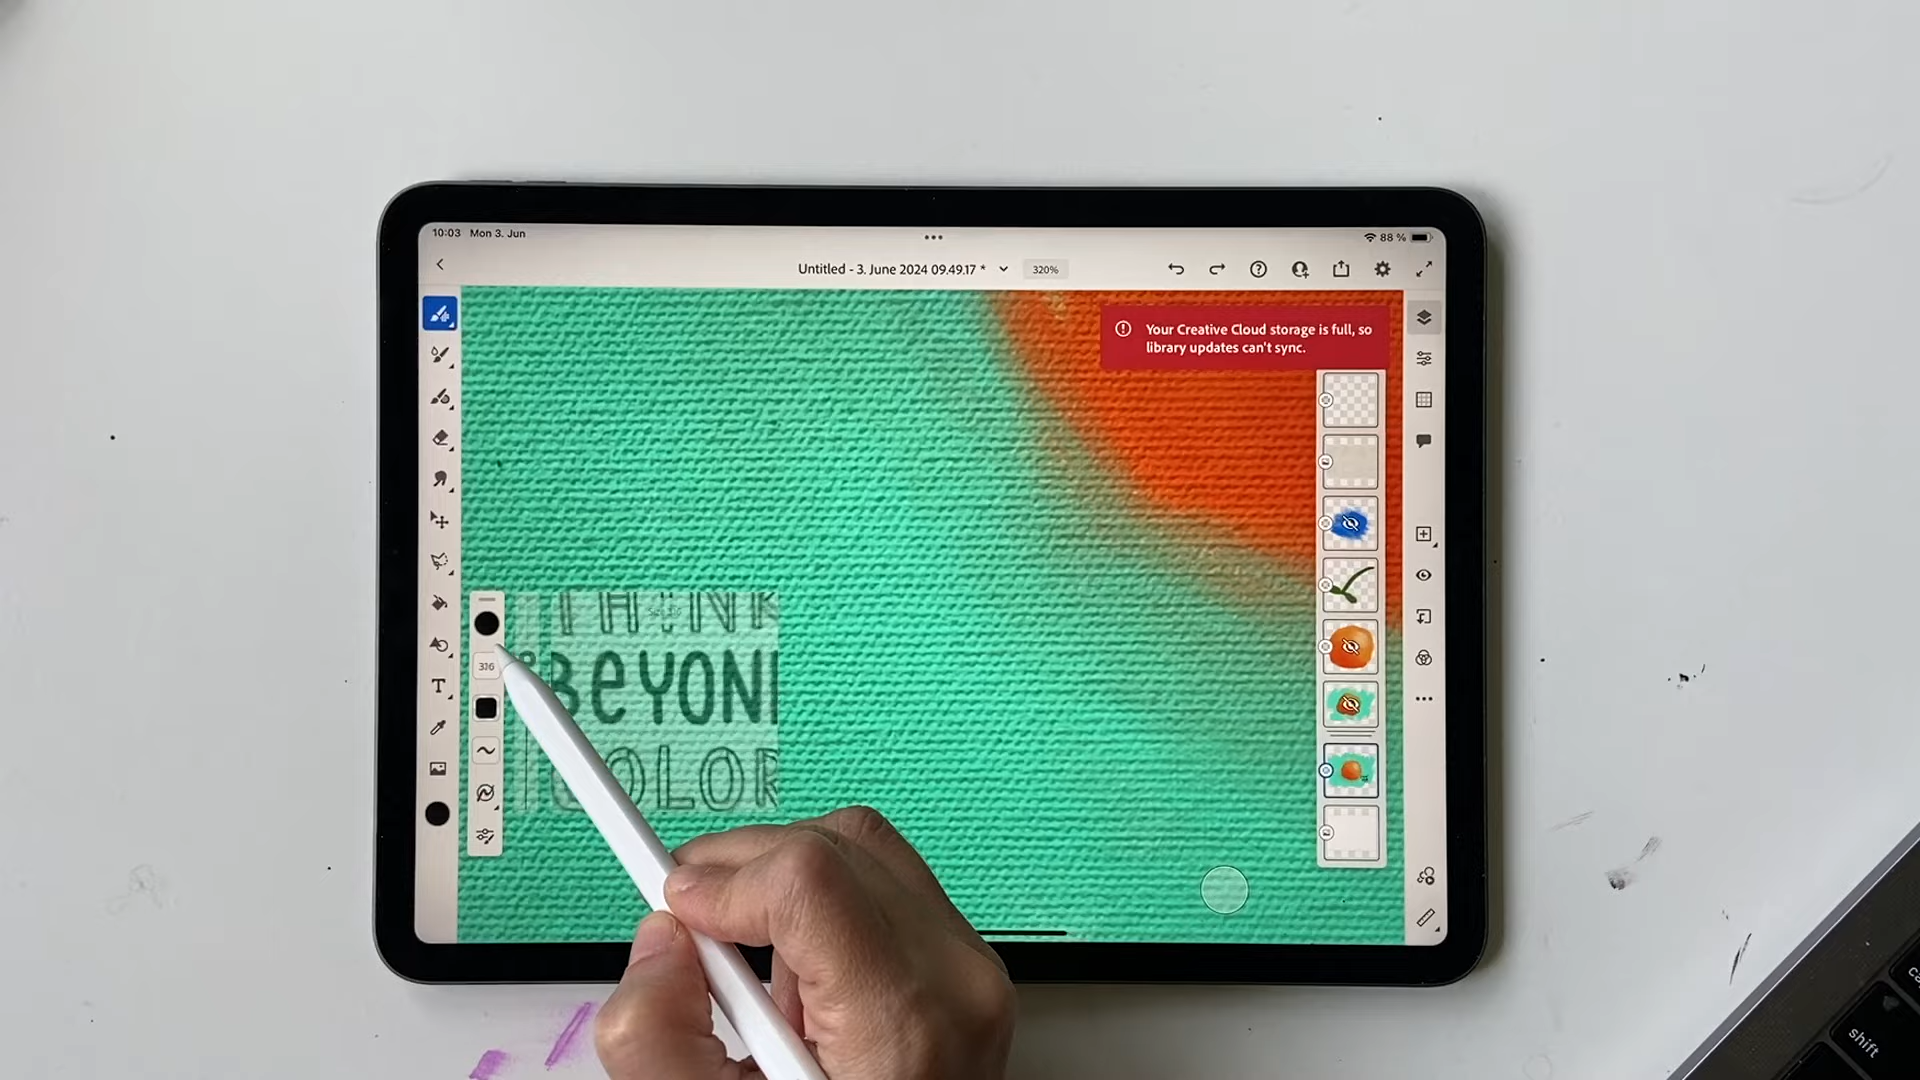 10:03 Mon 3. Jun
88 %
Untitled - 3. June 2024 09.49.17 *
320%
Your Creative Cloud storage is full, so
library updates can't sync.
THINK
316
BEYON
T
COLOR
shift